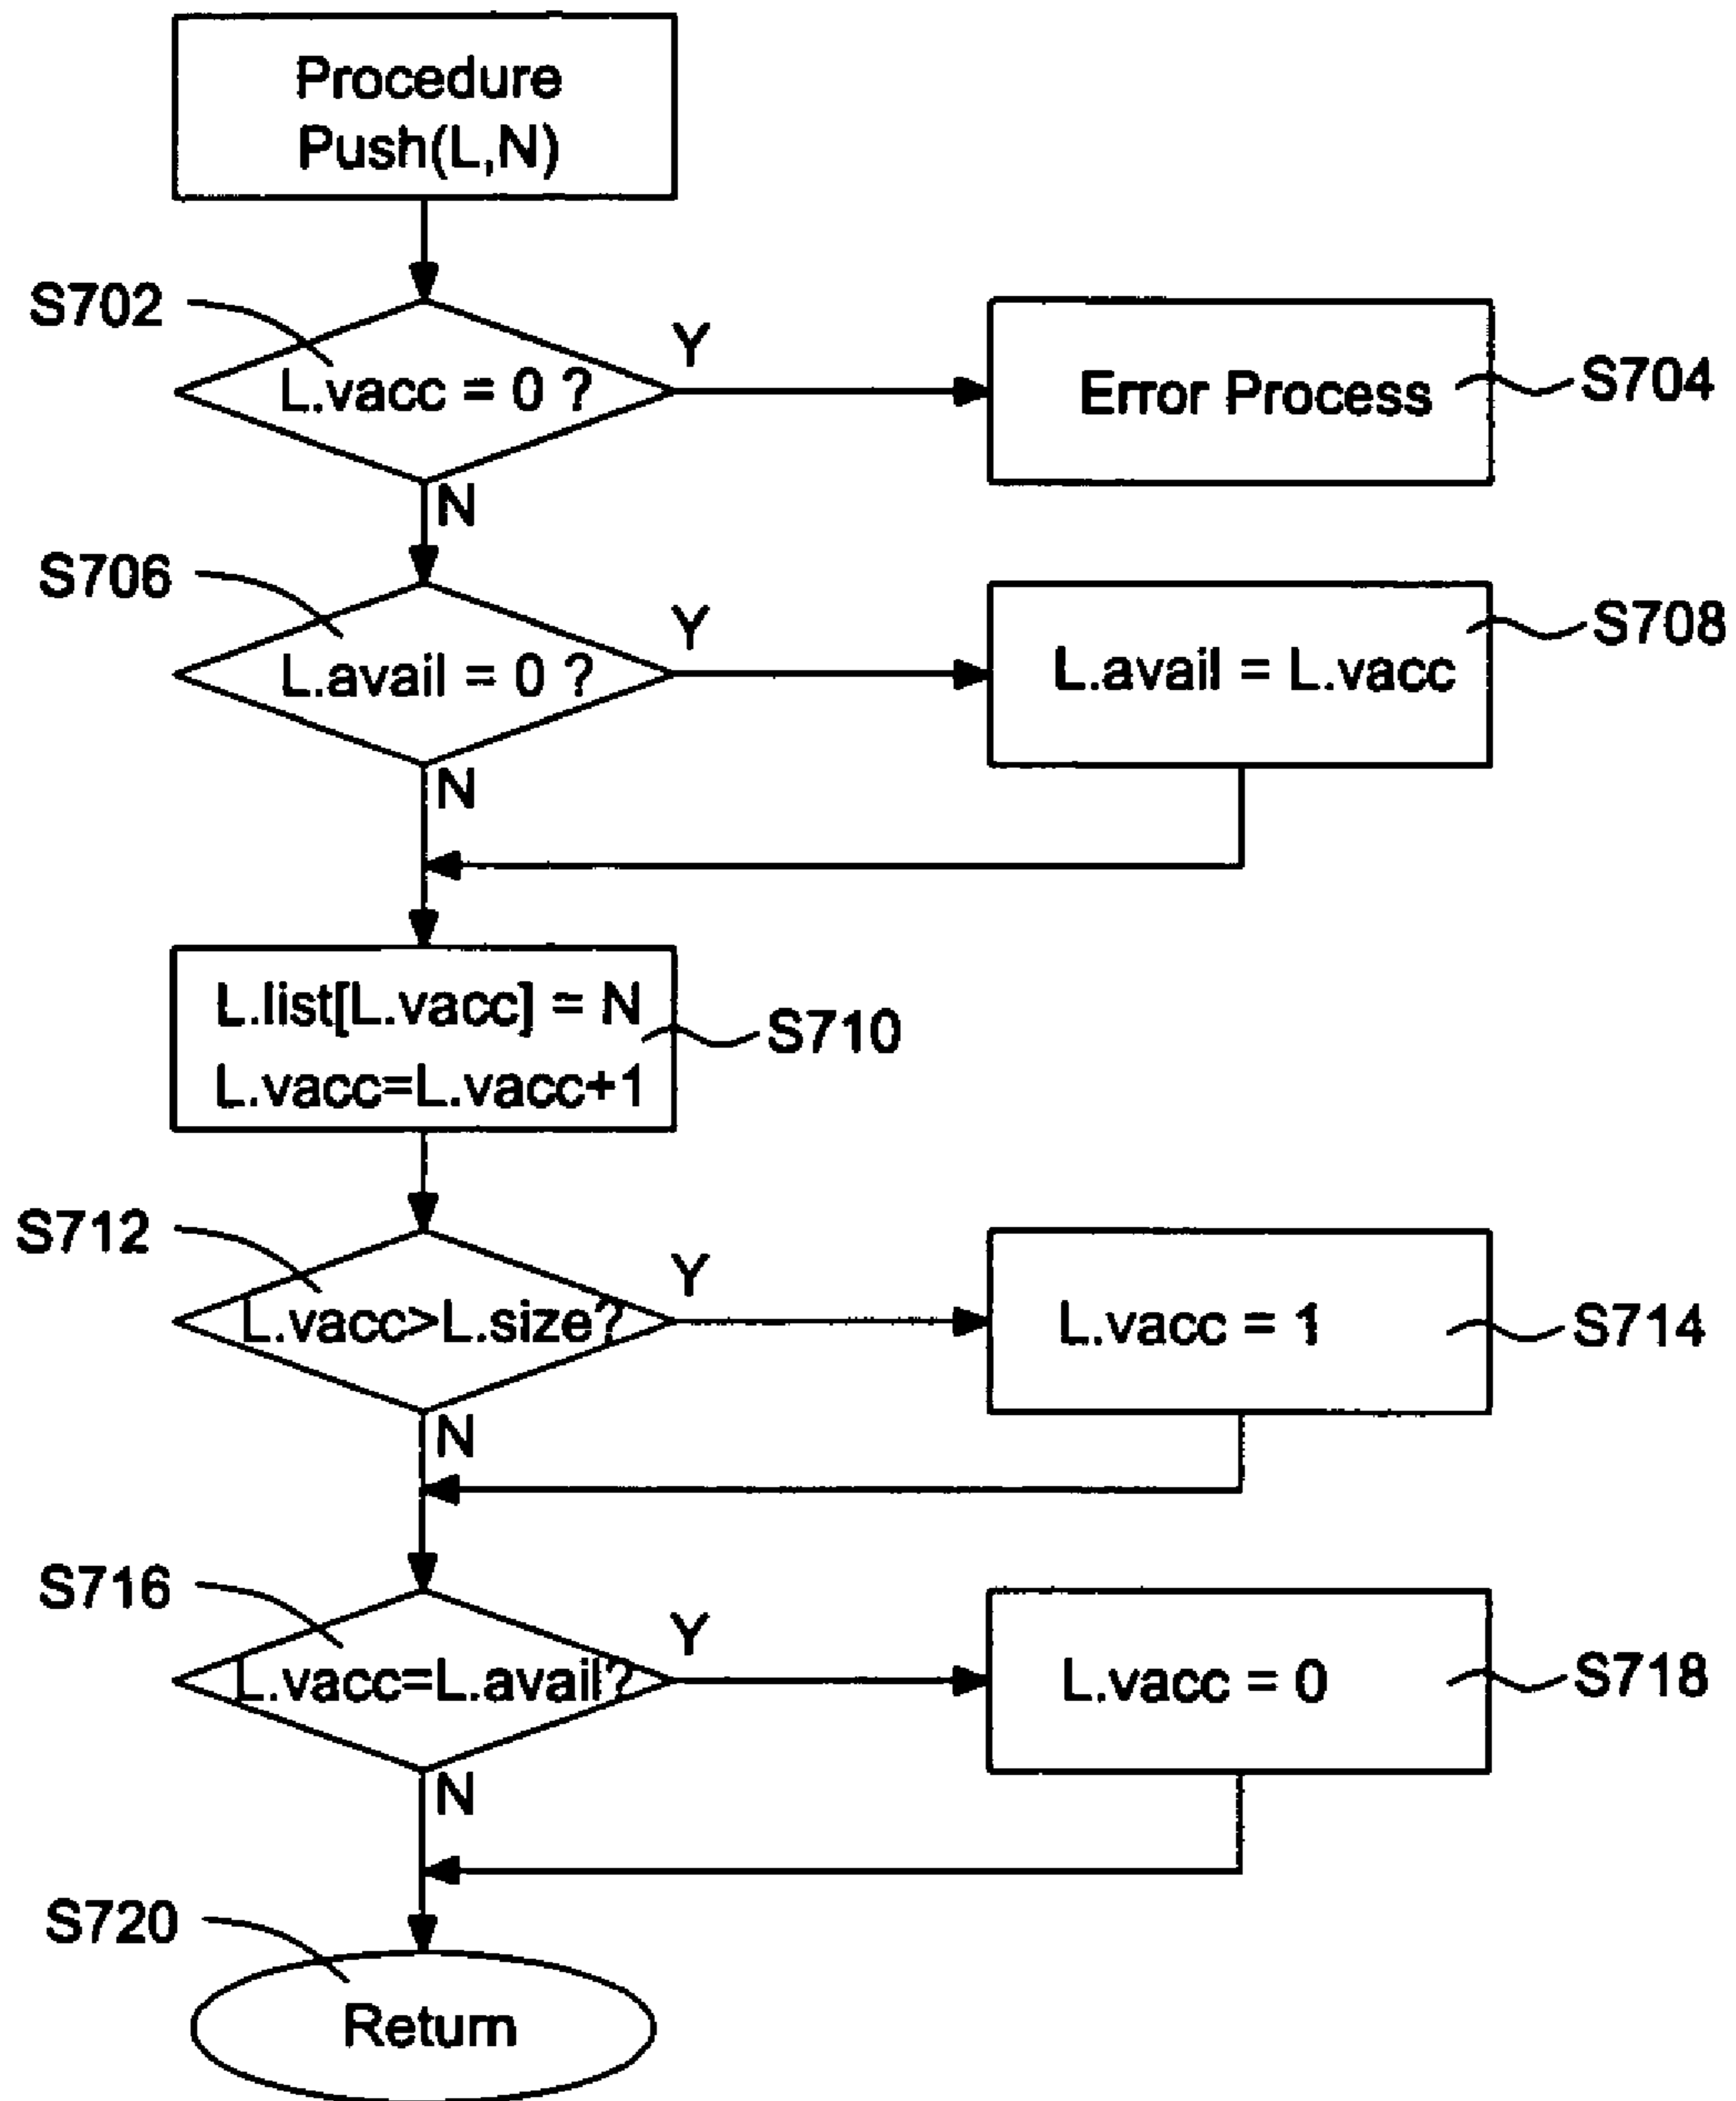 Procedure
Push(L,N)
S702
L.vacc = 0 ?
Y
Error Process
S704
N
S706
L.avail = 0 ?
Y
L.avail = L.vacc
S708
N
L.list[L.vacc] = N
L.vacc=L.vacc+1
S710
S712
L.vacc>L.size?
Y
L.vacc = 1
S714
N
S716
L.vacc=L.avail?
Y
L.vacc = 0
S718
N
S720
Return